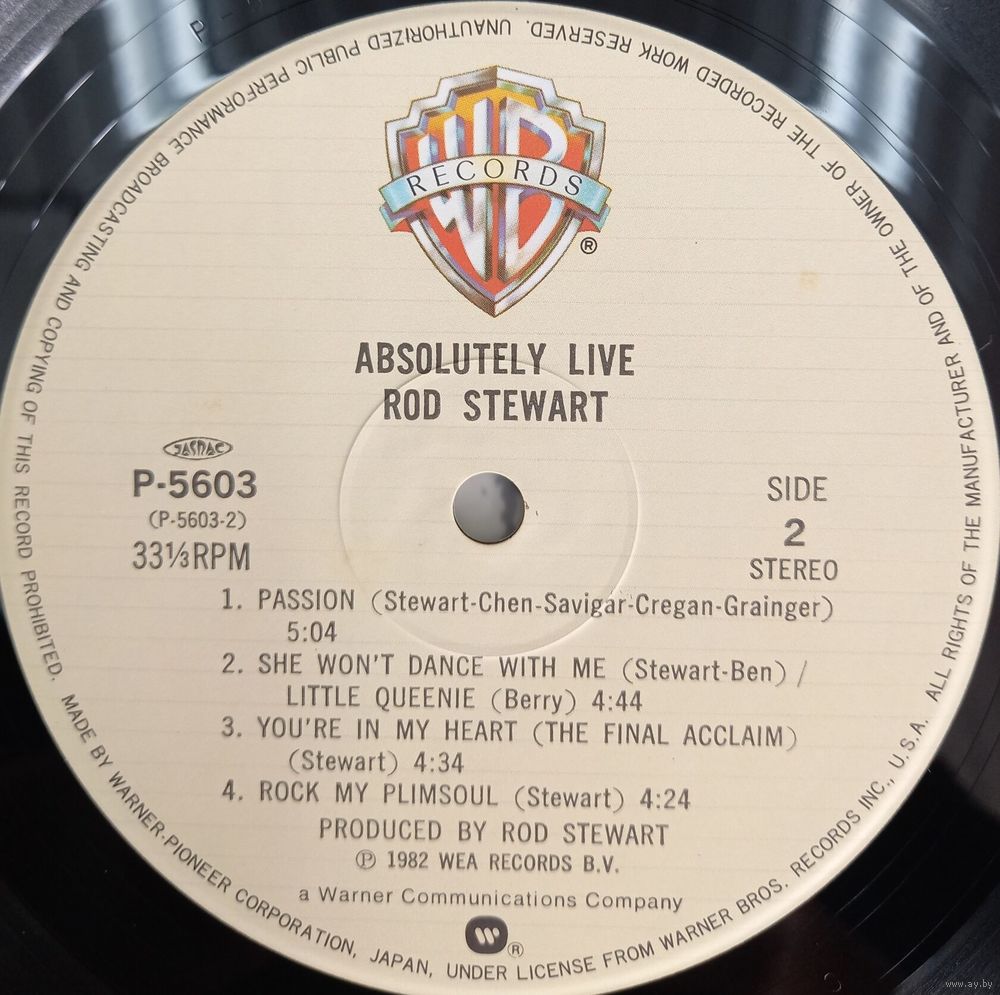 WB
RECORDS
®
ABSOLUTELY LIVE
ROD STEWART
JASRAC
P-5603
(P-5603-2)
33⅓RPM
SIDE
2
STEREO
1. PASSION (Stewart-Chen-Savigar-Cregan-Grainger)
5:04
2. SHE WON'T DANCE WITH ME (Stewart-Ben) /
LITTLE QUEENIE (Berry) 4:44
3. YOU'RE IN MY HEART (THE FINAL ACCLAIM)
(Stewart) 4:34
4. ROCK MY PLIMSOUL (Stewart) 4:24
PRODUCED BY ROD STEWART
Ⓟ 1982 WEA RECORDS B.V.
a Warner Communications Company
W ®
MADE BY WARNER-PIONEER CORPORATION, JAPAN, UNDER LICENSE FROM WARNER BROS. RECORDS INC., U.S.A. ALL RIGHTS OF THE MANUFACTURER AND OF THE OWNER OF THE RECORDED WORK RESERVED. UNAUTHORIZED PUBLIC PERFORMANCE BROADCASTING AND COPYING OF THIS RECORD PROHIBITED.
www.ay.by